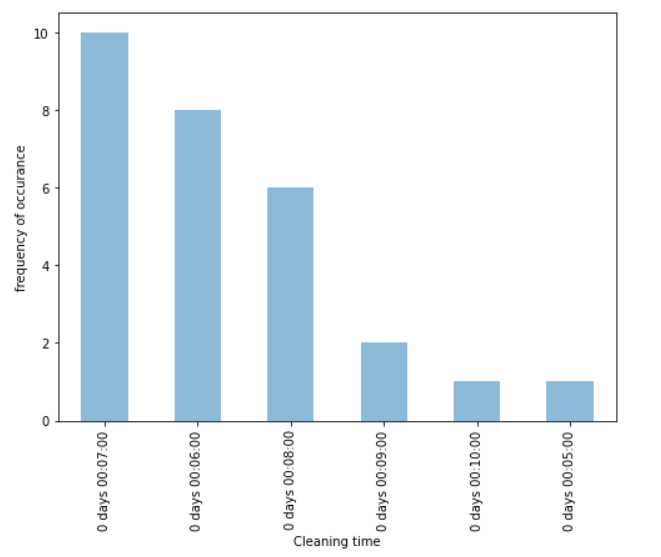 frequency of occurance
10
8
6
4
2
0
0 days 00:07:00
0 days 00:06:00
0 days 00:08:00
0 days 00:09:00
0 days 00:10:00
0 days 00:05:00
Cleaning time